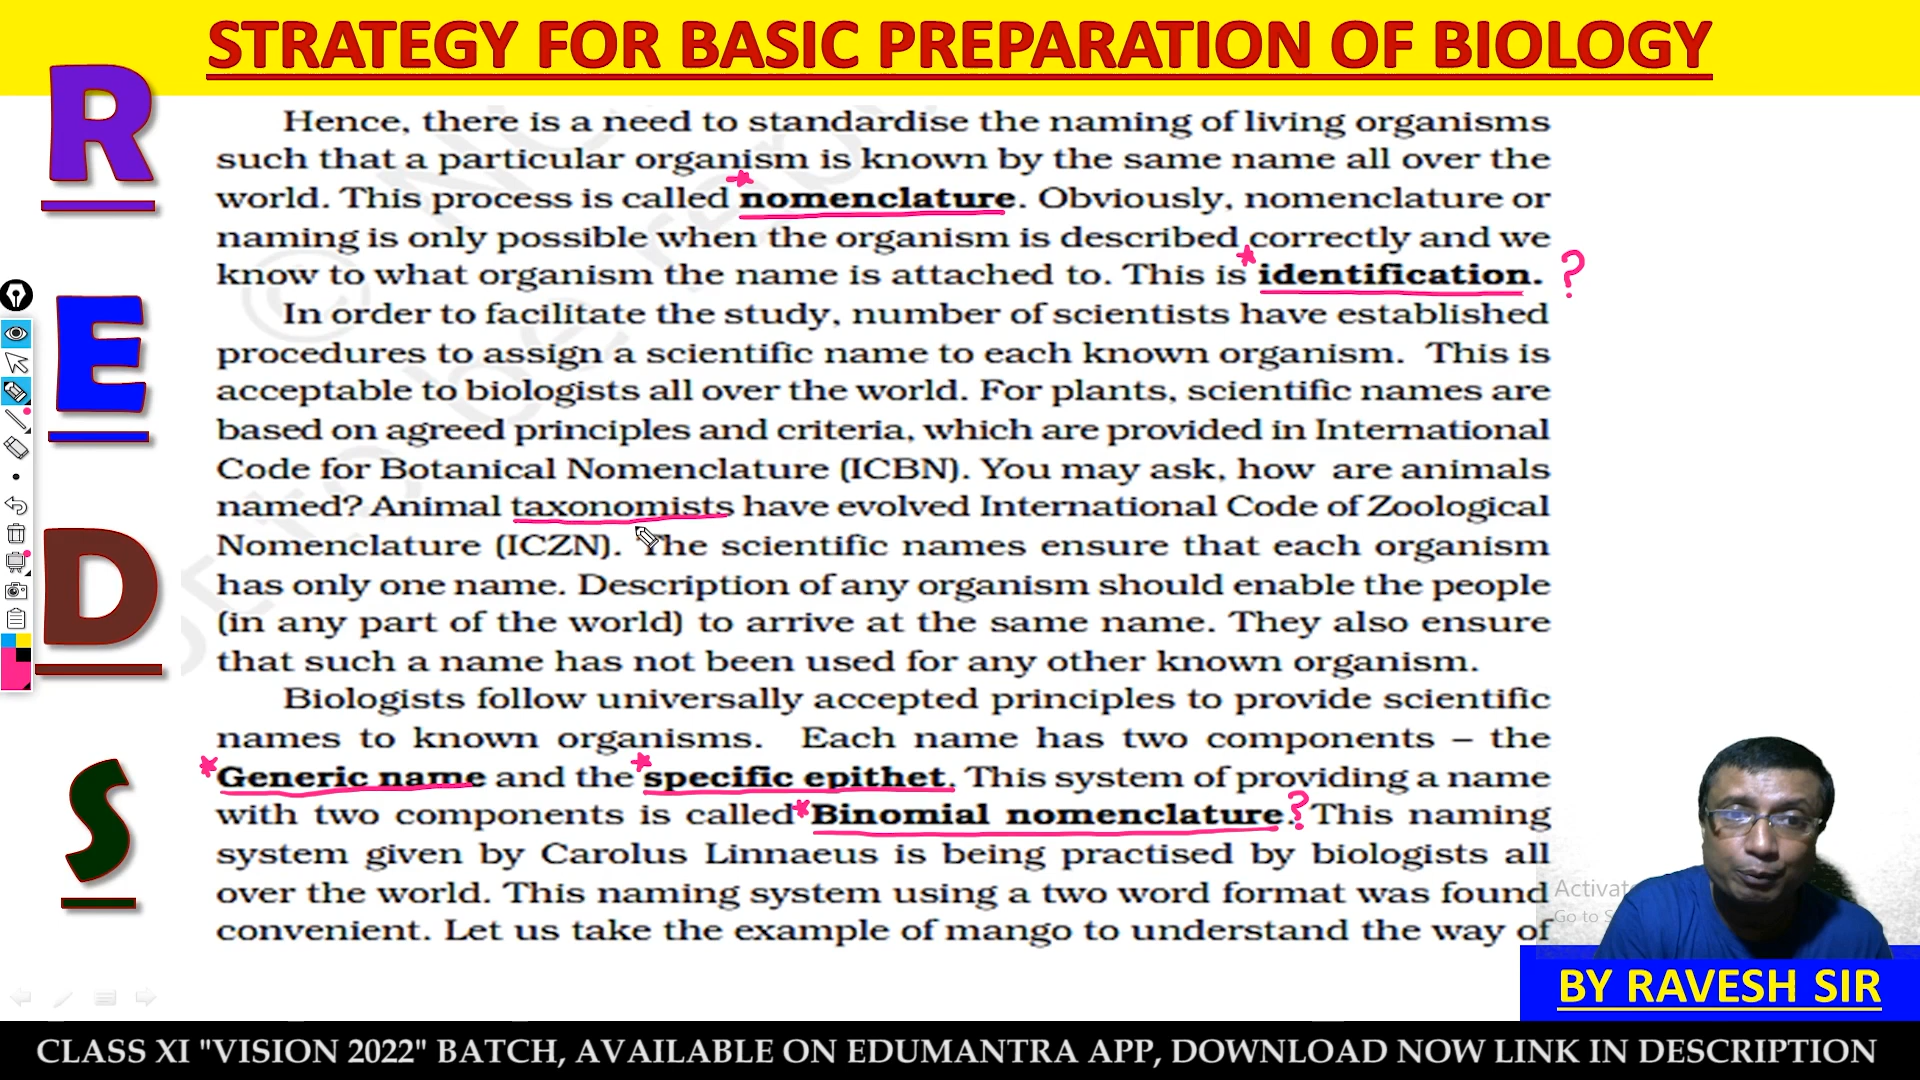 STRATEGY FOR BASIC PREPARATION OF BIOLOGY
R
E
D
S
Hence, there is a need to standardise the naming of living organisms
such that a particular organism is known by the same name all over the
world. This process is called nomenclature. Obviously, nomenclature or
naming is only possible when the organism is described correctly and we
know to what organism the name is attached to. This is identification. ?
In order to facilitate the study, number of scientists have established
procedures to assign a scientific name to each known organism. This is
acceptable to biologists all over the world. For plants, scientific names are
based on agreed principles and criteria, which are provided in International
Code for Botanical Nomenclature (ICBN). You may ask, how are animals
named? Animal taxonomists have evolved International Code of Zoological
Nomenclature (ICZN). The scientific names ensure that each organism
has only one name. Description of any organism should enable the people
(in any part of the world) to arrive at the same name. They also ensure
that such a name has not been used for any other known organism.
Biologists follow universally accepted principles to provide scientific
names to known organisms. Each name has two components – the
Generic name and the specific epithet. This system of providing a name
with two components is called Binomial nomenclature. ? This naming
system given by Carolus Linnaeus is being practised by biologists all
over the world. This naming system using a two word format was found
convenient. Let us take the example of mango to understand the way of
Go to
BY RAVESH SIR
CLASS XI "VISION 2022" BATCH, AVAILABLE ON EDUMANTRA APP, DOWNLOAD NOW LINK IN DESCRIPTION